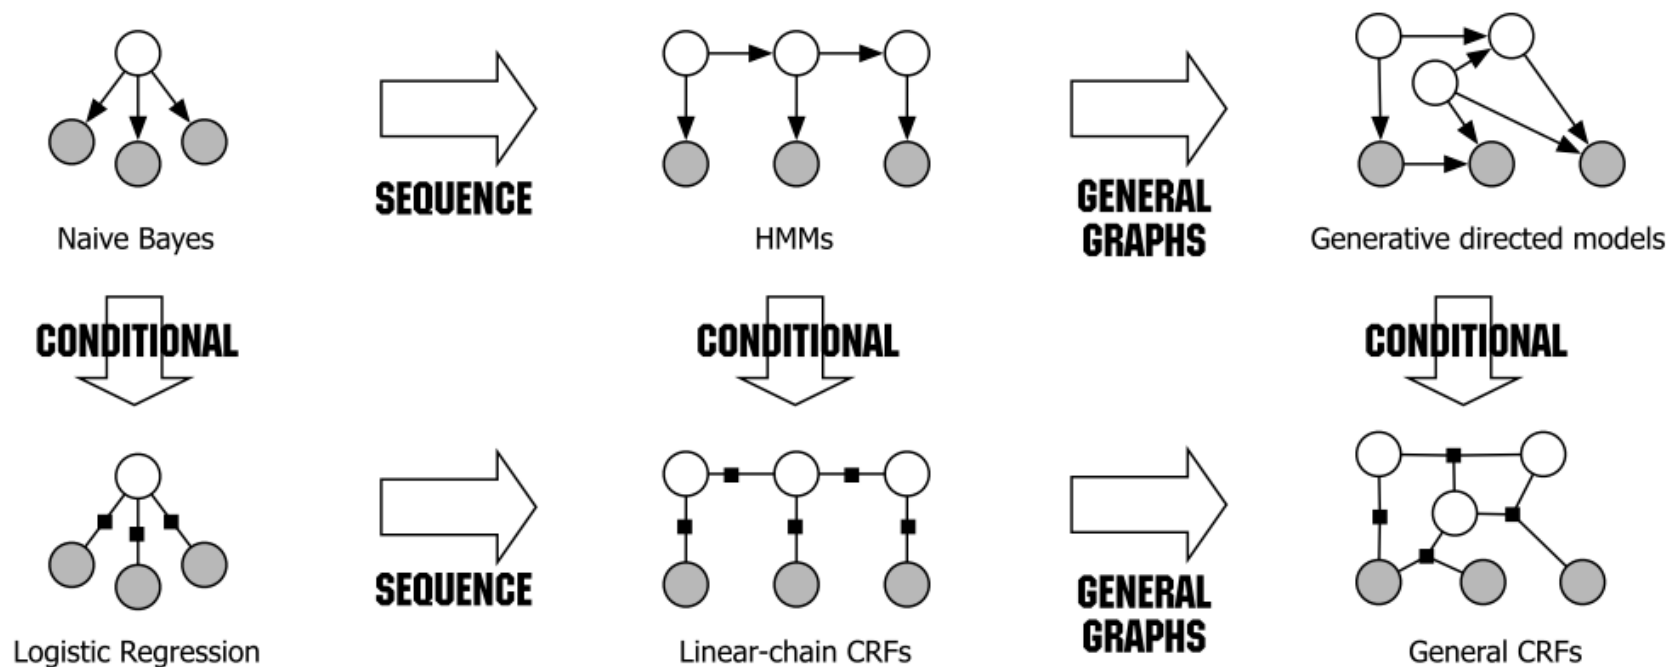 SEQUENCE
GENERAL
GRAPHS
Naive Bayes
HMMs
Generative directed models
CONDITIONAL
CONDITIONAL
CONDITIONAL
SEQUENCE
GENERAL
GRAPHS
Logistic Regression
Linear-chain CRFs
General CRFs